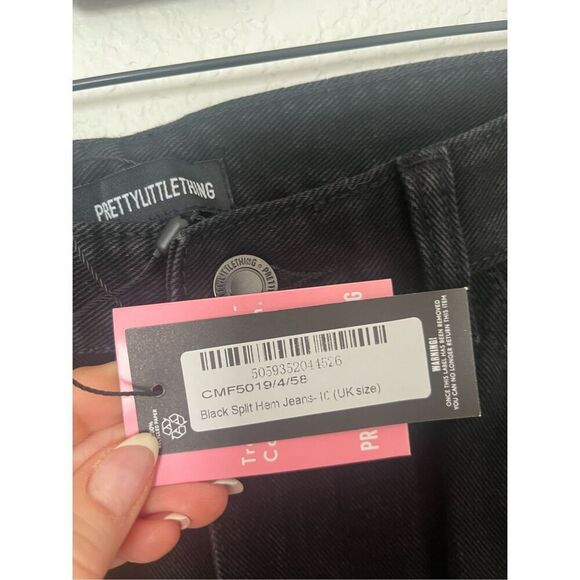 PRETTYLITTLETHING
PRETTYLITTLETHING • PRETTY
5059352044526
CMF5019/4/58
Black Split Hem Jeans- 10 (UK size)
WARNING!
ONCE THIS LABEL HAS BEEN REMOVED
YOU CAN NO LONGER RETURN THIS ITEM